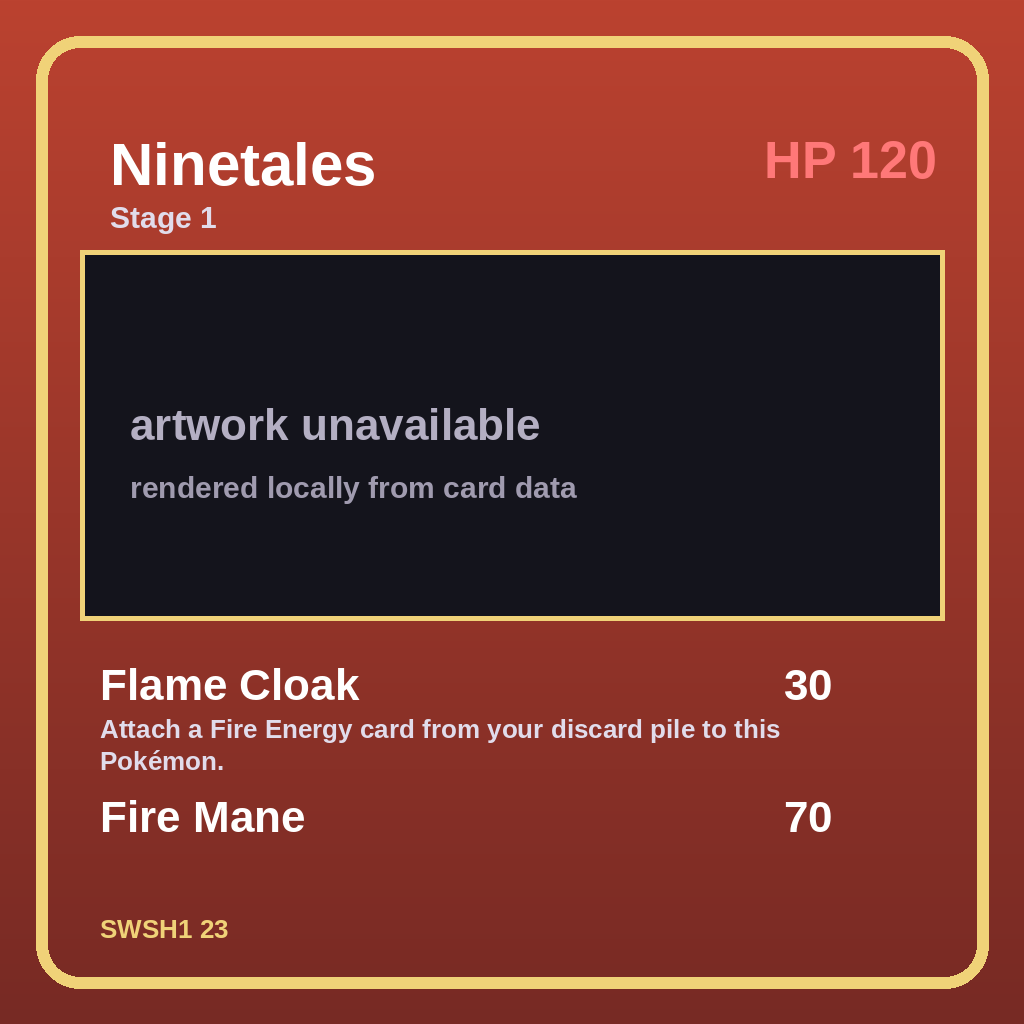 Ninetales
HP 120
Stage 1
artwork unavailable
rendered locally from card data
Flame Cloak 30
Attach a Fire Energy card from your discard pile to this
Pokémon.
Fire Mane 70
SWSH1 23